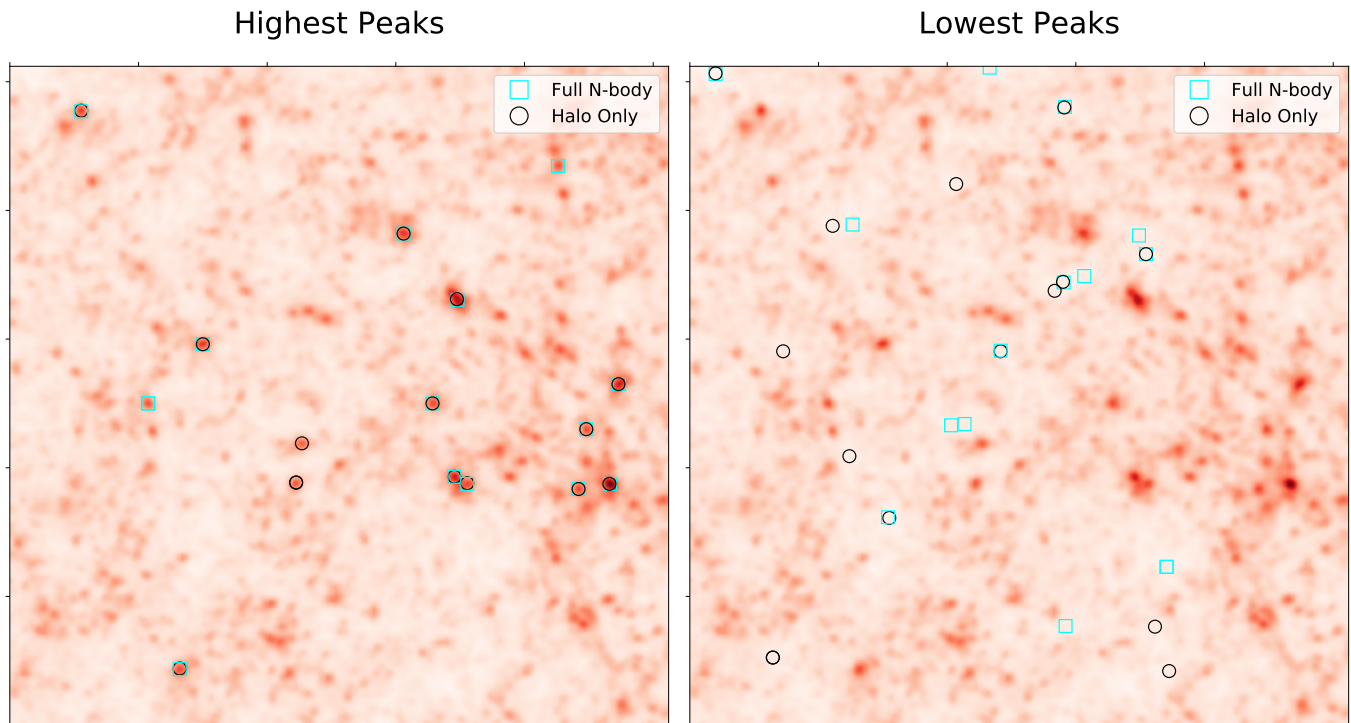 Highest Peaks
Full N-body
Halo Only
Lowest Peaks
Full N-body
Halo Only